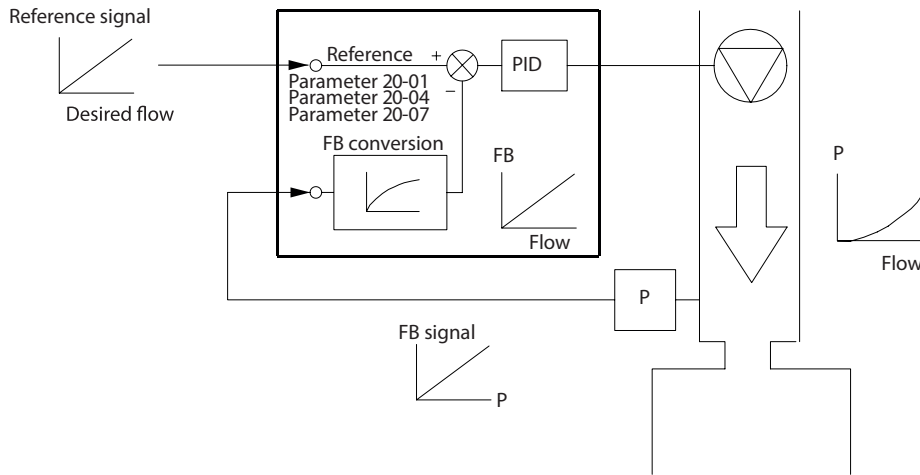 Reference signal
Desired flow
Reference
+
−
PID
Parameter 20-01
Parameter 20-04
Parameter 20-07
FB conversion
FB
Flow
P
Flow
P
FB signal
P